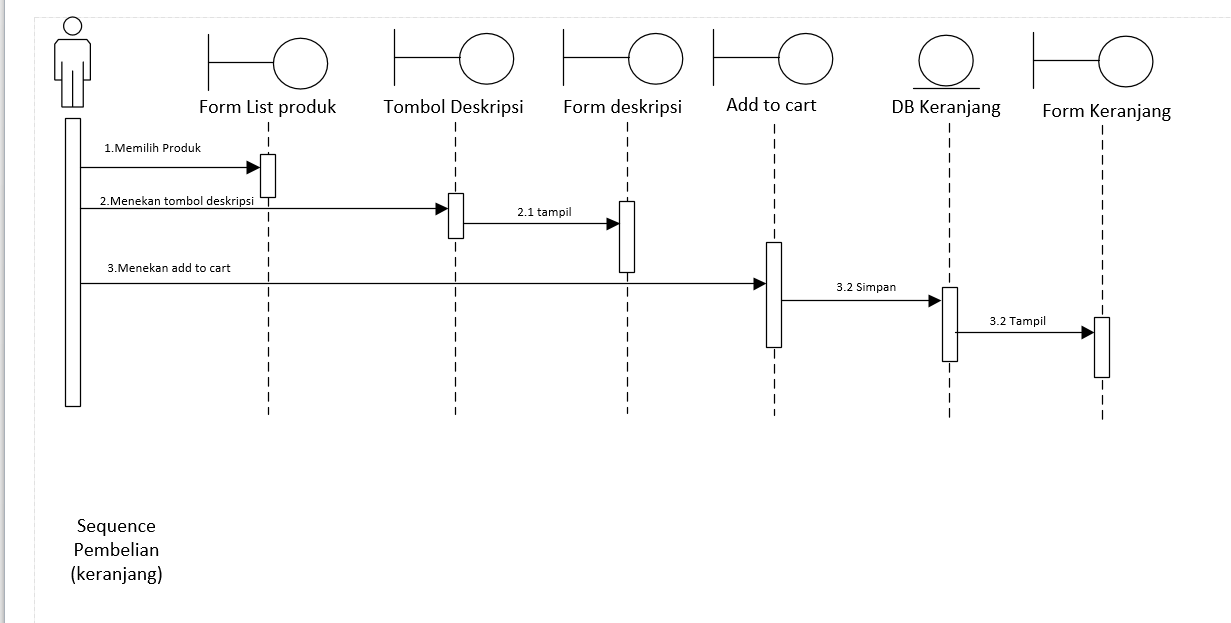 Form List produk
Tombol Deskripsi
Form deskripsi
Add to cart
DB Keranjang
Form Keranjang
1.Memilih Produk
2.Menekan tombol deskripsi
2.1 tampil
3.Menekan add to cart
3.2 Simpan
3.2 Tampil
Sequence
Pembelian
(keranjang)